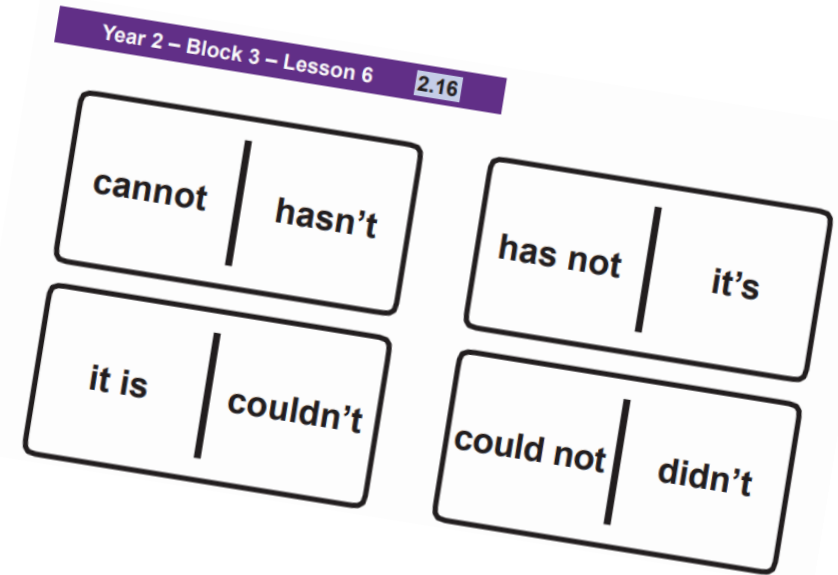 Year 2 – Block 3 – Lesson 6 2.16
cannot hasn’t
has not it’s
it is couldn’t
could not didn’t